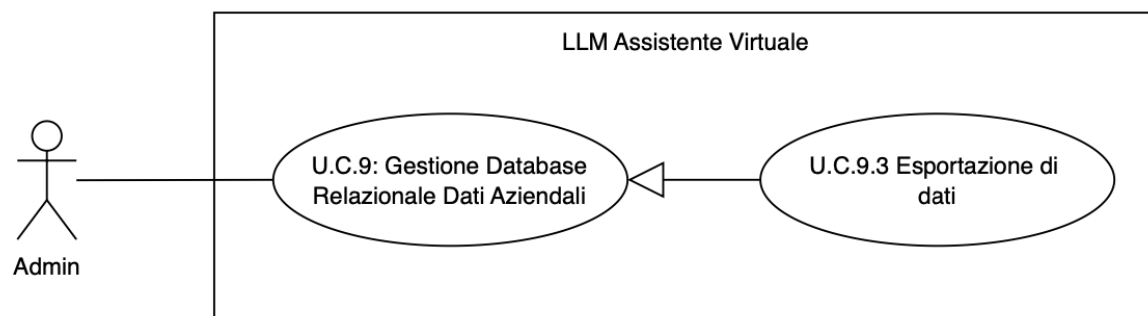 LLM Assistente Virtuale
U.C.9: Gestione Database
Relazionale Dati Aziendali
U.C.9.3 Esportazione di
dati
Admin